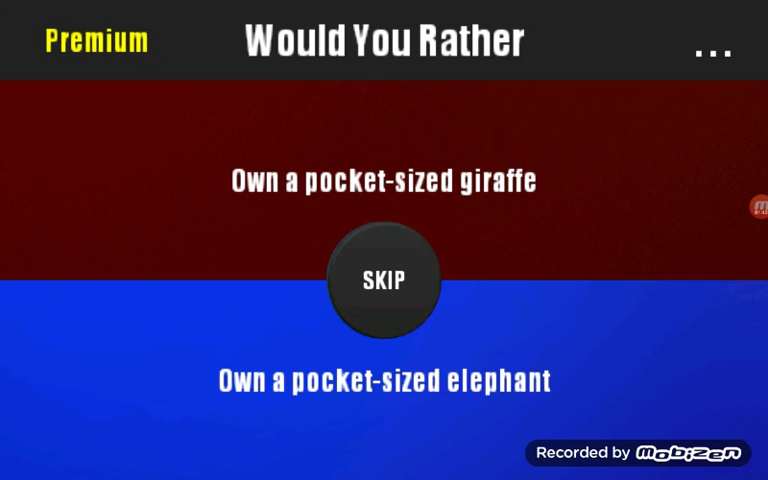 Premium
Would You Rather
...
Own a pocket-sized giraffe
SKIP
Own a pocket-sized elephant
Recorded by mobizen